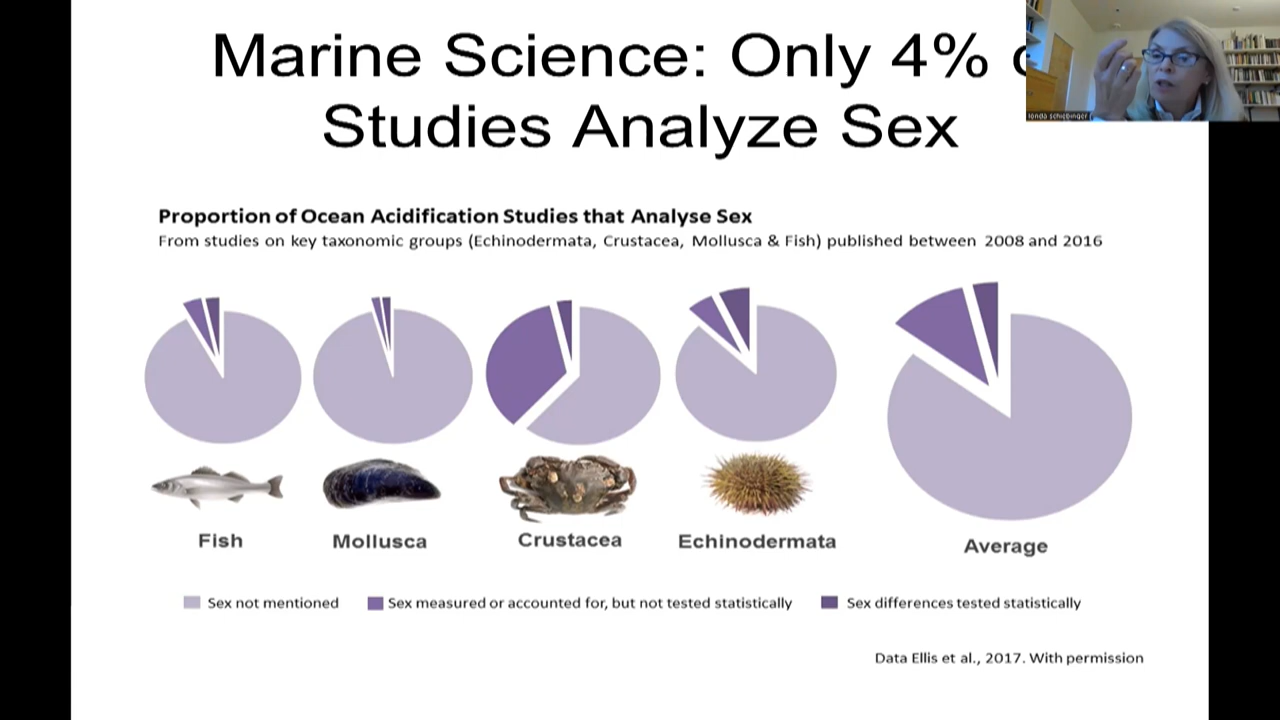 Marine Science: Only 4%
Studies Analyze Sex
londa schiebinger
Proportion of Ocean Acidification Studies that Analyse Sex
From studies on key taxonomic groups (Echinodermata, Crustacea, Mollusca & Fish) published between 2008 and 2016
Fish
Mollusca
Crustacea
Echinodermata
Average
Sex not mentioned
Sex measured or accounted for, but not tested statistically
Sex differences tested statistically
Data Ellis et al., 2017. With permission